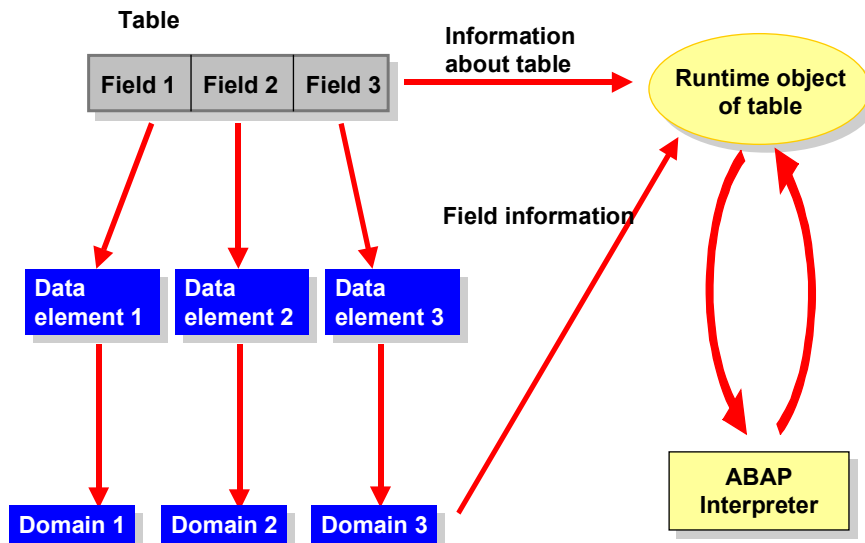 Table
Field 1 Field 2 Field 3
Information
about table
Runtime object
of table
Field information
Data
element 1
Data
element 2
Data
element 3
Domain 1 Domain 2 Domain 3
ABAP
Interpreter